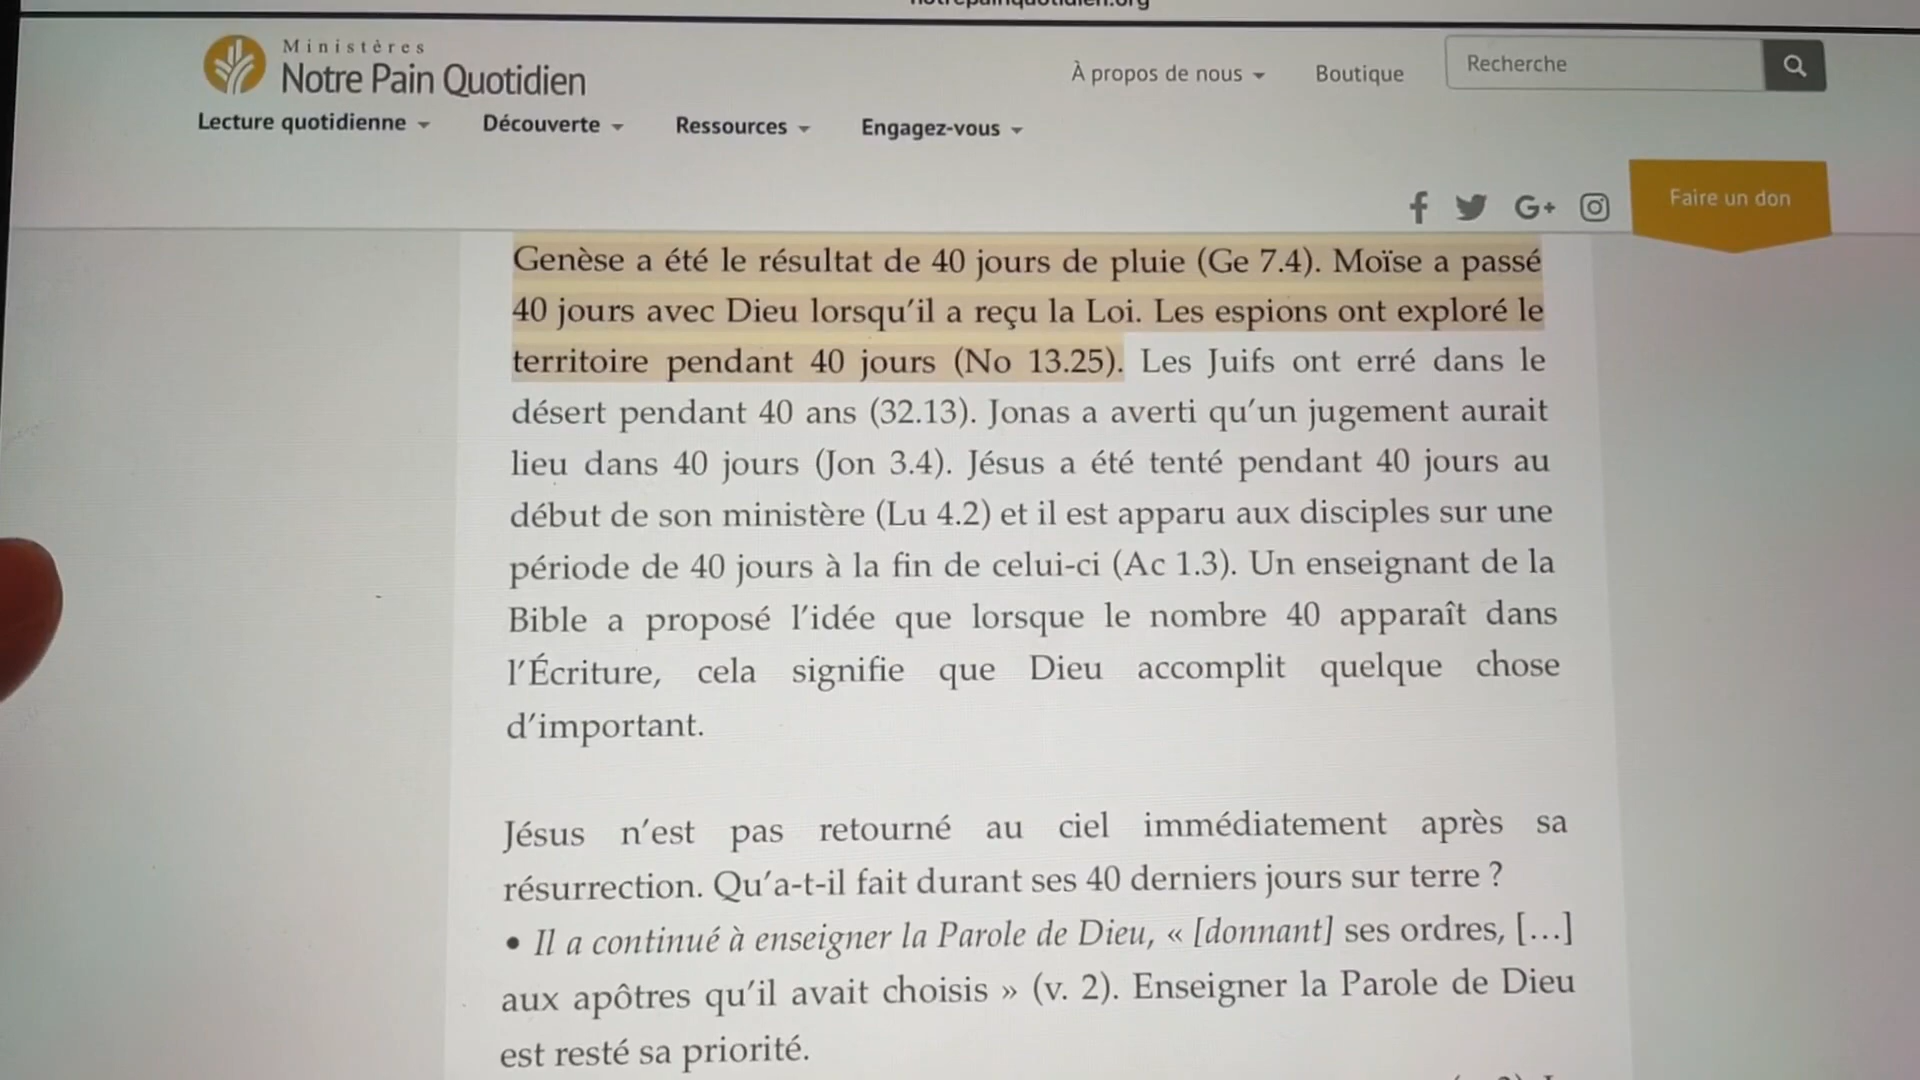 Ministères
Notre Pain Quotidien
À propos de nous
Boutique
Recherche
Lecture quotidienne
Découverte
Ressources
Engagez-vous
G+
Faire un don
Genèse a été le résultat de 40 jours de pluie (Ge 7.4). Moïse a passé
40 jours avec Dieu lorsqu'il a reçu la Loi. Les espions ont exploré le
territoire pendant 40 jours (No 13.25). Les Juifs ont erré dans le
désert pendant 40 ans (32.13). Jonas a averti qu'un jugement aurait
lieu dans 40 jours (Jon 3.4). Jésus a été tenté pendant 40 jours au
début de son ministère (Lu 4.2) et il est apparu aux disciples sur une
période de 40 jours à la fin de celui-ci (Ac 1.3). Un enseignant de la
Bible a proposé l'idée que lorsque le nombre 40 apparaît dans
l'Écriture, cela signifie que Dieu accomplit quelque chose
d'important.
Jésus n'est pas retourné au ciel immédiatement après sa
résurrection. Qu'a-t-il fait durant ses 40 derniers jours sur terre ?
• Il a continué à enseigner la Parole de Dieu, « [donnant] ses ordres, […]
aux apôtres qu'il avait choisis » (v. 2). Enseigner la Parole de Dieu
est resté sa priorité.